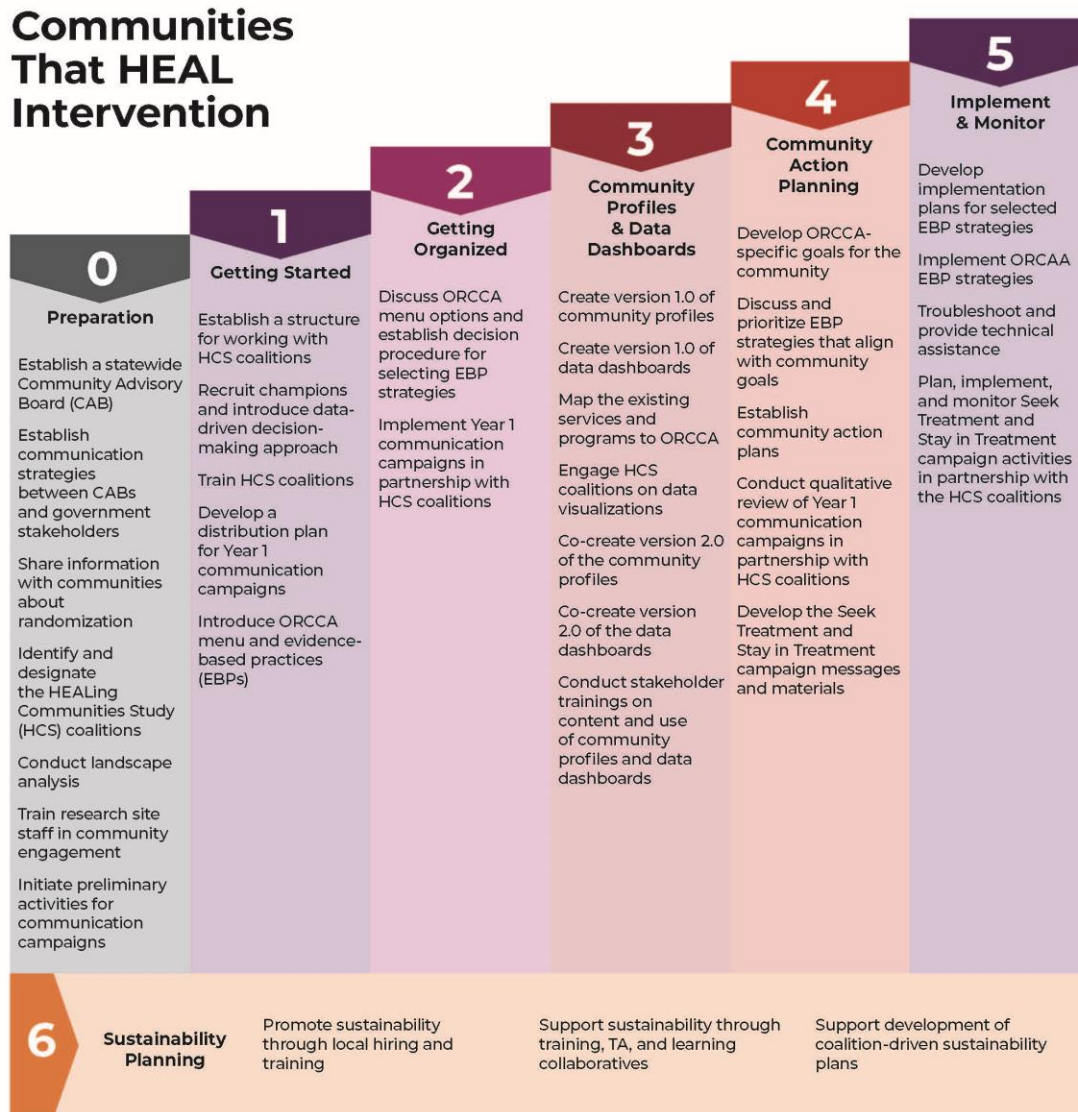 Communities
That HEAL
Intervention
0
Preparation
Establish a statewide
Community Advisory
Board (CAB)
Establish
communication
strategies
between CABs
and government
stakeholders
Share information
with communities
about
randomization
Identify and
designate
the HEALing
Communities Study
(HCS) coalitions
Conduct landscape
analysis
Train research site
staff in community
engagement
Initiate preliminary
activities for
communication
campaigns
1
Getting Started
Establish a structure
for working with
HCS coalitions
Recruit champions
and introduce data-
driven decision-
making approach
Train HCS coalitions
Develop a
distribution plan
for Year 1
communication
campaigns
Introduce ORCCA
menu and evidence-
based practices
(EBPs)
2
Getting
Organized
Discuss ORCCA
menu options and
establish decision
procedure for
selecting EBP
strategies
Implement Year 1
communication
campaigns in
partnership with
HCS coalitions
3
Community
Profiles
& Data
Dashboards
Create version 1.0 of
community profiles
Create version 1.0 of
data dashboards
Map the existing
services and
programs to ORCCA
Engage HCS
coalitions on data
visualizations
Co-create version 2.0
of the community
profiles
Co-create version
2.0 of the data
dashboards
Conduct stakeholder
trainings on
content and use
of community
profiles and data
dashboards
4
Community
Action
Planning
Develop ORCCA-
specific goals for the
community
Discuss and
prioritize EBP
strategies that align
with community
goals
Establish
community action
plans
Conduct qualitative
review of Year 1
communication
campaigns in
partnership with
HCS coalitions
Develop the Seek
Treatment and
Stay in Treatment
campaign messages
and materials
5
Implement
& Monitor
Develop
implementation
plans for selected
EBP strategies
Implement ORCAA
EBP strategies
Troubleshoot and
provide technical
assistance
Plan, implement,
and monitor Seek
Treatment and
Stay in Treatment
campaign activities
in partnership with
the HCS coalitions
6
Sustainability
Planning
Promote sustainability
through local hiring and
training
Support sustainability through
training, TA, and learning
collaboratives
Support development of
coalition-driven sustainability
plans